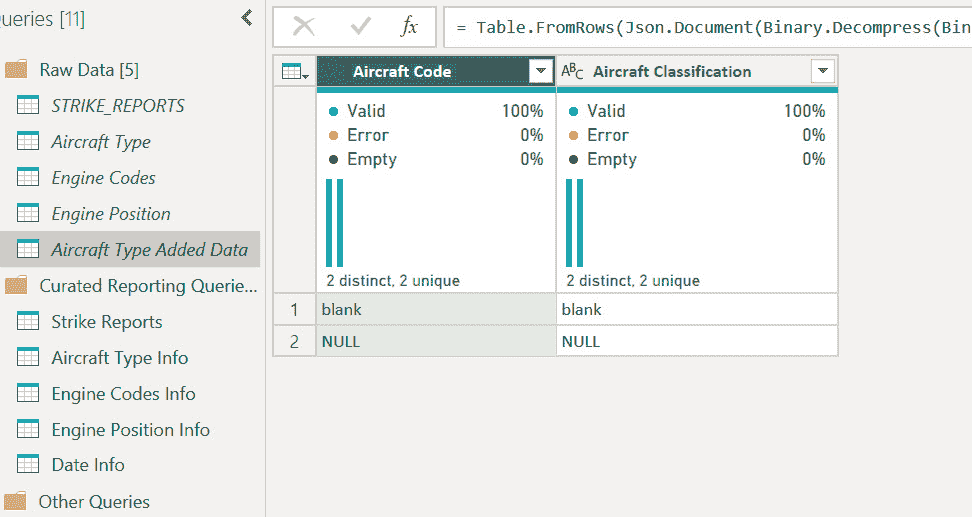 ueries [11]
fx
= Table.FromRows(Json.Document(Binary.Decompress(Bin
Raw Data [5]
STRIKE_REPORTS
Aircraft Type
Engine Codes
Engine Position
Aircraft Type Added Data
Curated Reporting Querie...
Strike Reports
Aircraft Type Info
Engine Codes Info
Engine Position Info
Date Info
Other Queries
Aircraft Code
ABC Aircraft Classification
Valid 100%
Error 0%
Empty 0%
2 distinct, 2 unique
Valid 100%
Error 0%
Empty 0%
2 distinct, 2 unique
1 blank blank
2 NULL NULL